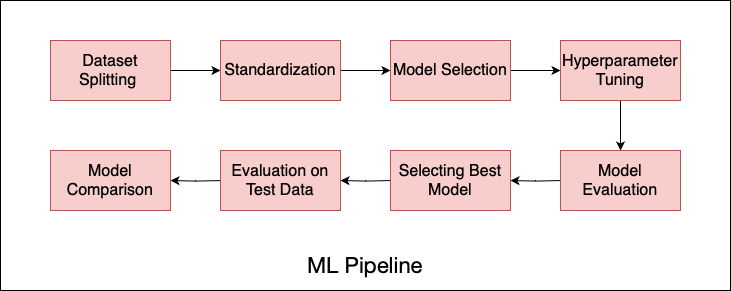 Dataset
Splitting
Standardization
Model Selection
Hyperparameter
Tuning
Model
Evaluation
Selecting Best
Model
Evaluation on
Test Data
Model
Comparison
ML Pipeline